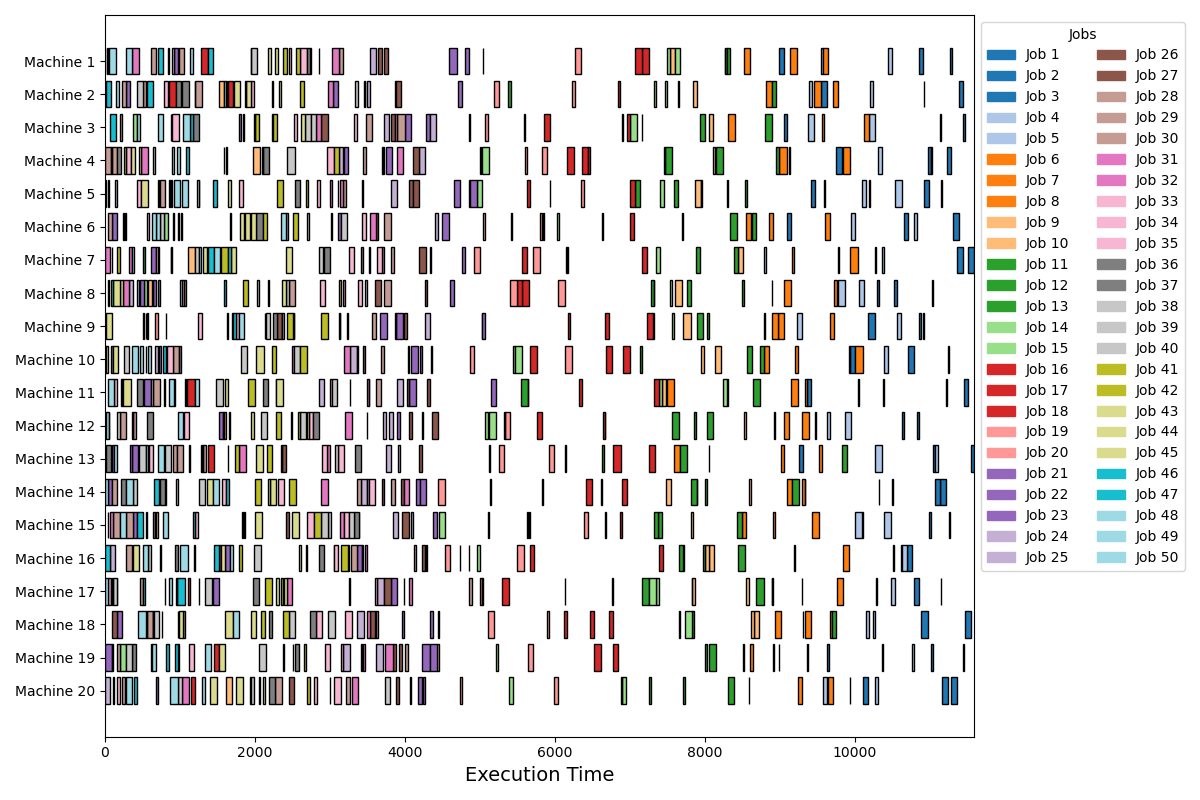 Machine 1
Machine 2
Machine 3
Machine 4
Machine 5
Machine 6
Machine 7
Machine 8
Machine 9
Machine 10
Machine 11
Machine 12
Machine 13
Machine 14
Machine 15
Machine 16
Machine 17
Machine 18
Machine 19
Machine 20
0 2000 4000 6000 8000 10000
Execution Time
Jobs
Job 1
Job 2
Job 3
Job 4
Job 5
Job 6
Job 7
Job 8
Job 9
Job 10
Job 11
Job 12
Job 13
Job 14
Job 15
Job 16
Job 17
Job 18
Job 19
Job 20
Job 21
Job 22
Job 23
Job 24
Job 25
Job 26
Job 27
Job 28
Job 29
Job 30
Job 31
Job 32
Job 33
Job 34
Job 35
Job 36
Job 37
Job 38
Job 39
Job 40
Job 41
Job 42
Job 43
Job 44
Job 45
Job 46
Job 47
Job 48
Job 49
Job 50